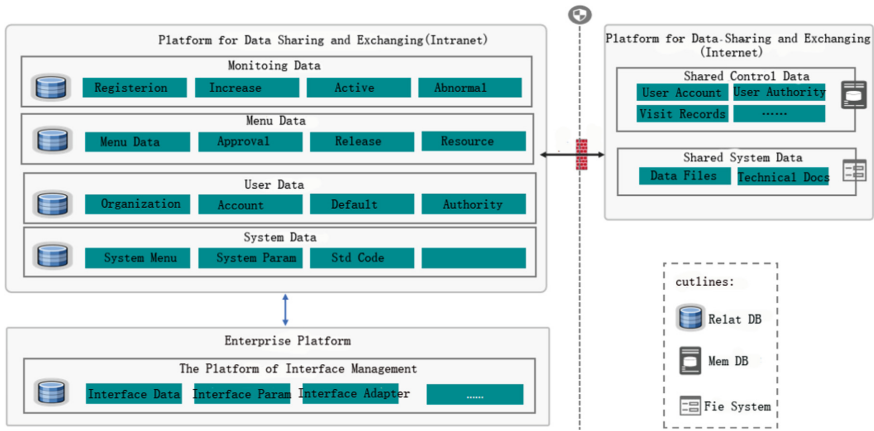 Platform for Data Sharing and Exchanging(Intranet)
Monitoing Data
Registerion Increase Active Abnormal
Menu Data
Menu Data Approval Release Resource
User Data
Organization Account Default Authority
System Data
System Menu System Param Std Code
Enterprise Platform
The Platform of Interface Management
Interface Data Interface Param Interface Adapter ……
Platform for Data Sharing and Exchanging
(Internet)
Shared Control Data
User Account User Authority
Visit Records ……
Shared System Data
Data Files Technical Docs
cutlines:
Relat DB
Mem DB
Fie System